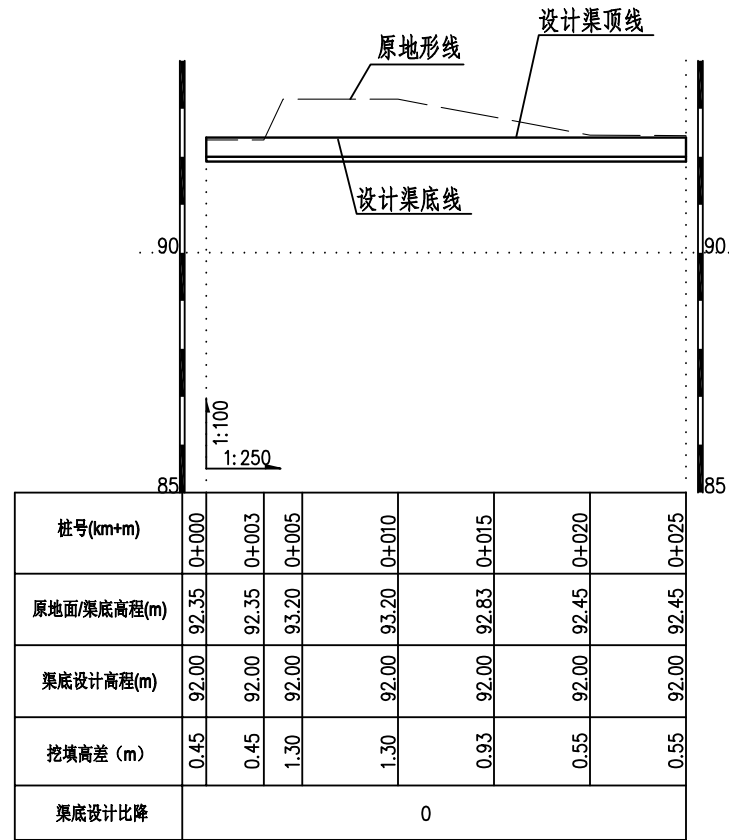 设计渠顶线
原地形线
设计渠底线
90
90
1:100
1:250
85
85
桩号(km+m) 0+000 0+003 0+005 0+010 0+015 0+020 0+025
原地面/渠底高程(m) 92.35 92.35 93.20 93.20 92.83 92.45 92.45
渠底设计高程(m) 92.00 92.00 92.00 92.00 92.00 92.00 92.00
挖填高差（m） 0.45 0.45 1.30 1.30 0.93 0.55 0.55
渠底设计比降 0